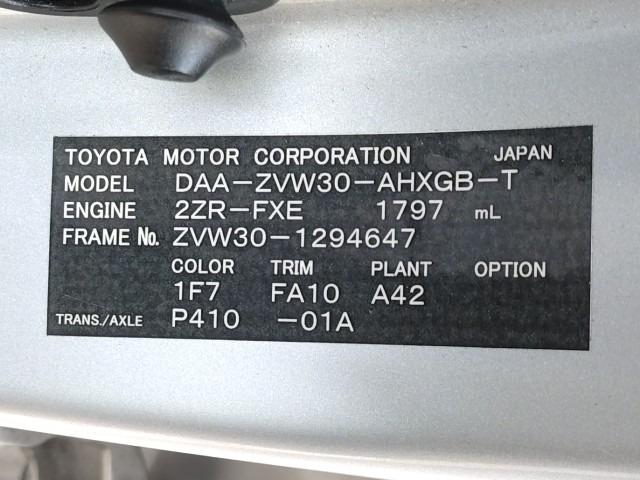 TOYOTA MOTOR CORPORATION JAPAN
MODEL DAA-ZVW30-AHXGB-T
ENGINE 2ZR-FXE 1797 mL
FRAME No. ZVW30-1294647
COLOR TRIM PLANT OPTION
1F7 FA10 A42
TRANS./AXLE P410 -01A